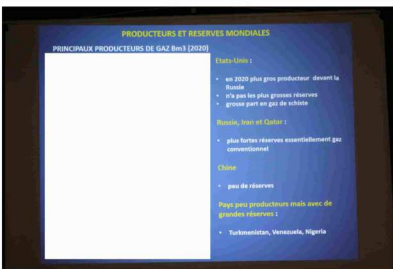 PRODUCTEURS ET RESERVES MONDIALES
PRINCIPAUX PRODUCTEURS DE GAZ Bm3 (2020)
Etats-Unis :
• en 2020 plus gros producteur devant la
Russie
• n'a pas les plus grosses réserves
• grosse part en gaz de schiste
Russie, Iran et Qatar :
• plus fortes réserves essentiellement gaz
conventionnel
Chine
• peu de réserves
Pays peu producteurs mais avec de
grandes réserves :
• Turkmenistan, Venezuela, Nigeria